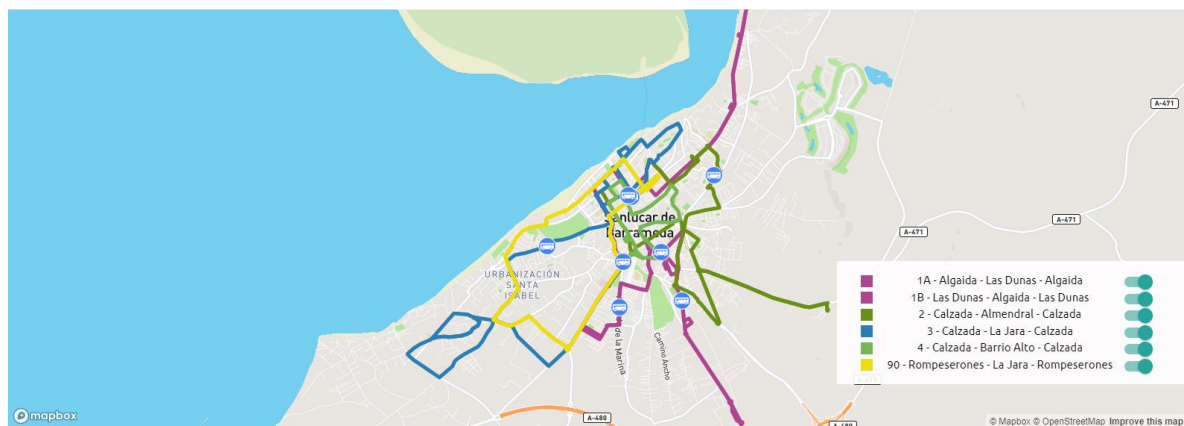 A-471
Sanlúcar de
Barrameda
A-471
A-471
URBANIZACIÓN
SANTA
ISABEL
1A - Algaida - Las Dunas - Algaida
1B - Las Dunas - Algaida - Las Dunas
2 - Calzada - Almendral - Calzada
3 - Calzada - La Jara - Calzada
4 - Calzada - Barrio Alto - Calzada
90 - Rompeserones - La Jara - Rompeserones
de la Marina
Camino Ancho
A-471
A-480
A-480
mapbox
© Mapbox © OpenStreetMap Improve this map